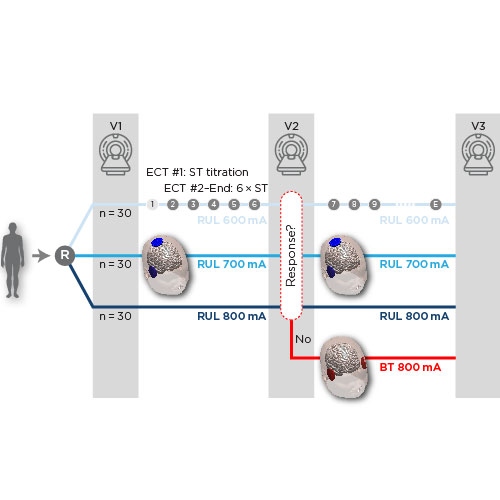 V1
V2
V3
ECT #1: ST titration
ECT #2–End: 6 × ST
1 2 3 4 5 6
7 8 9 E
n = 30
RUL 600 mA
RUL 600 mA
R
n = 30
RUL 700 mA
RUL 700 mA
Response?
n = 30
RUL 800 mA
RUL 800 mA
No
BT 800 mA